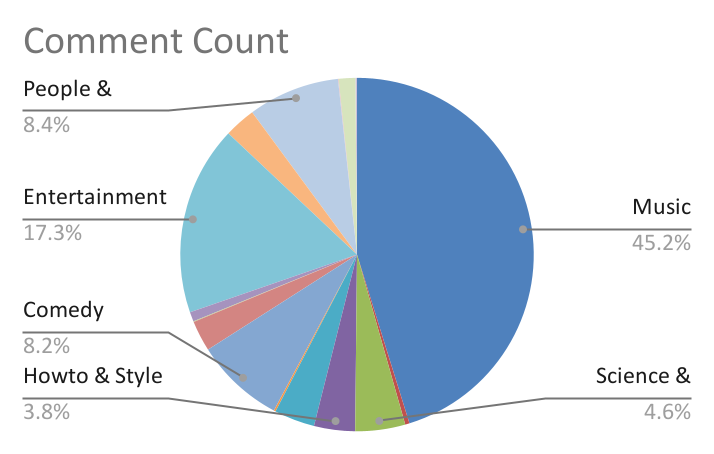 Comment Count
People &
8.4%
Entertainment
17.3%
Music
45.2%
Comedy
8.2%
Howto & Style
3.8%
Science &
4.6%